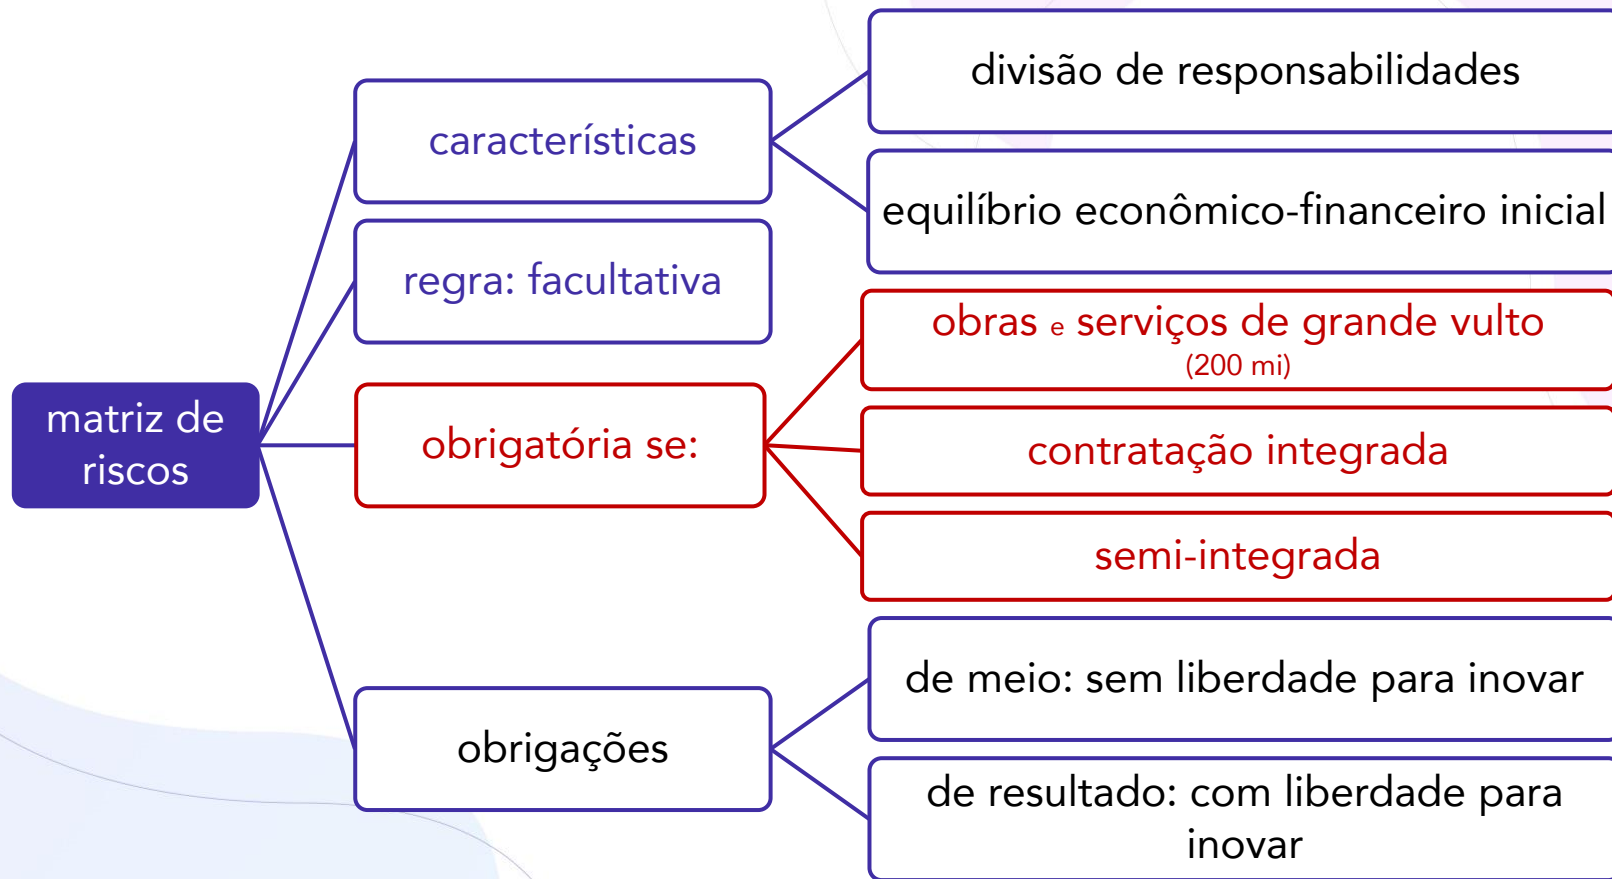 matriz de
riscos
características
divisão de responsabilidades
equilíbrio econômico-financeiro inicial
regra: facultativa
obrigatória se:
obras e serviços de grande vulto
(200 mi)
contratação integrada
semi-integrada
obrigações
de meio: sem liberdade para inovar
de resultado: com liberdade para
inovar